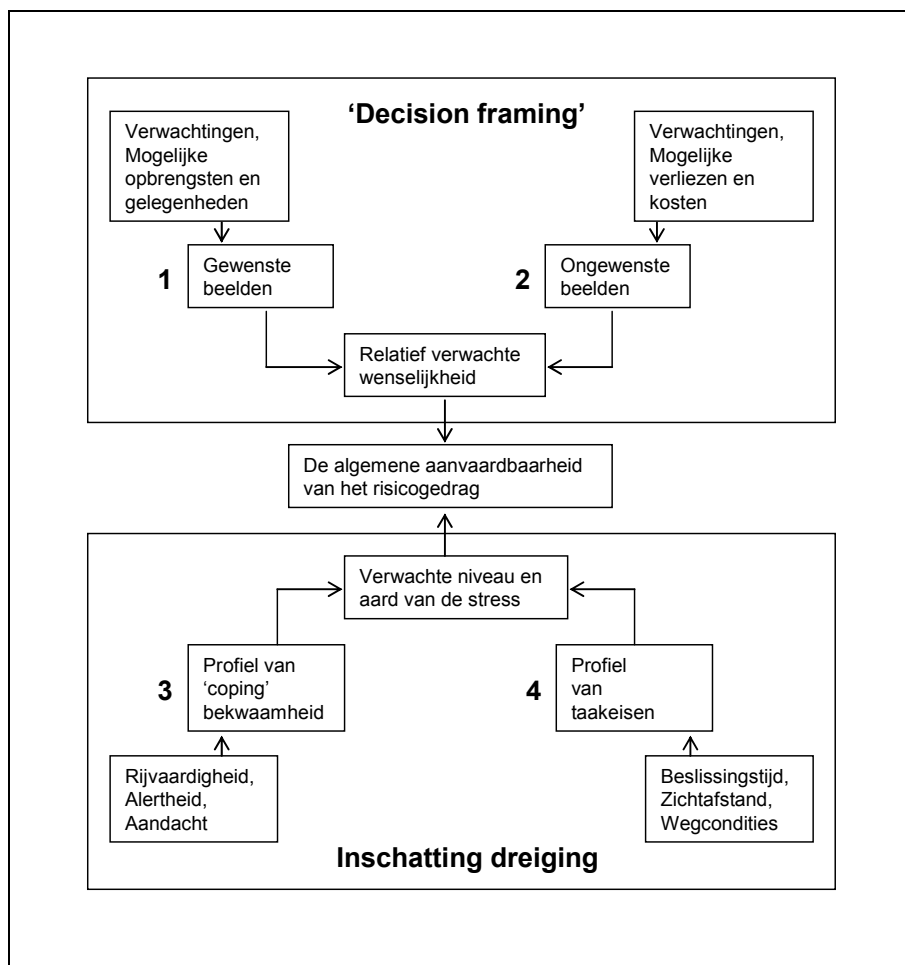 ‘Decision framing’
Verwachtingen,
Mogelijke
opbrengsten en
gelegenheden
Verwachtingen,
Mogelijke
verliezen en
kosten
1
Gewenste
beelden
2
Ongewenste
beelden
Relatief verwachte
wenselijkheid
De algemene aanvaardbaarheid
van het risicogedrag
Verwachte niveau en
aard van de stress
3
Profiel van
‘coping’
bekwaamheid
4
Profiel
van
taakeisen
Rijvaardigheid,
Alertheid,
Aandacht
Beslissingstijd,
Zichtafstand,
Wegcondities
Inschatting dreiging